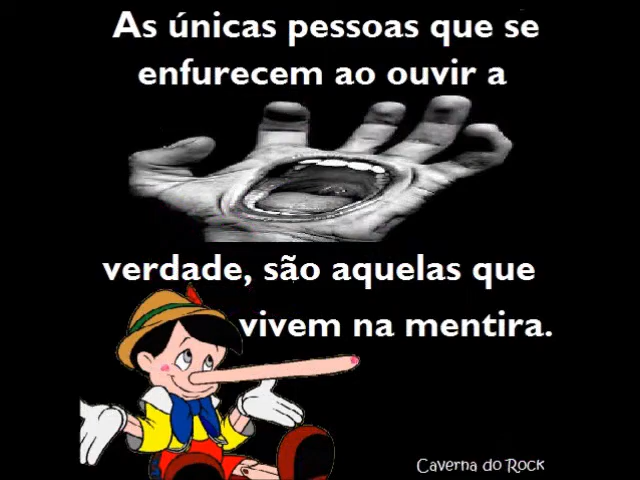 As únicas pessoas que se
enfurecem ao ouvir a
verdade, são aquelas que
vivem na mentira.
Caverna do Rock